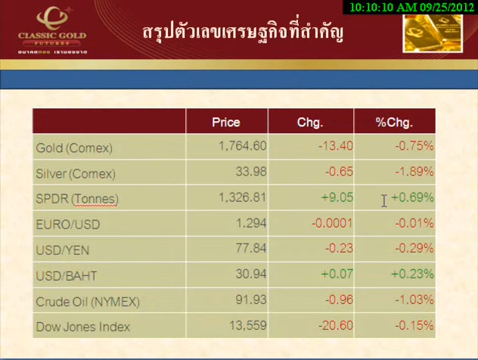 10:10:10 AM 09/25/2012
CLASSIC GOLD
FUTURES
สรุปตัวเลขเศรษฐกิจที่สำคัญ
Price Chg. %Chg.
Gold (Comex) 1,764.60 -13.40 -0.75%
Silver (Comex) 33.98 -0.65 -1.89%
SPDR (Tonnes) 1,326.81 +9.05 +0.69%
EURO/USD 1.294 -0.0001 -0.01%
USD/YEN 77.84 -0.23 -0.29%
USD/BAHT 30.94 +0.07 +0.23%
Crude Oil (NYMEX) 91.93 -0.96 -1.03%
Dow Jones Index 13,559 -20.60 -0.15%